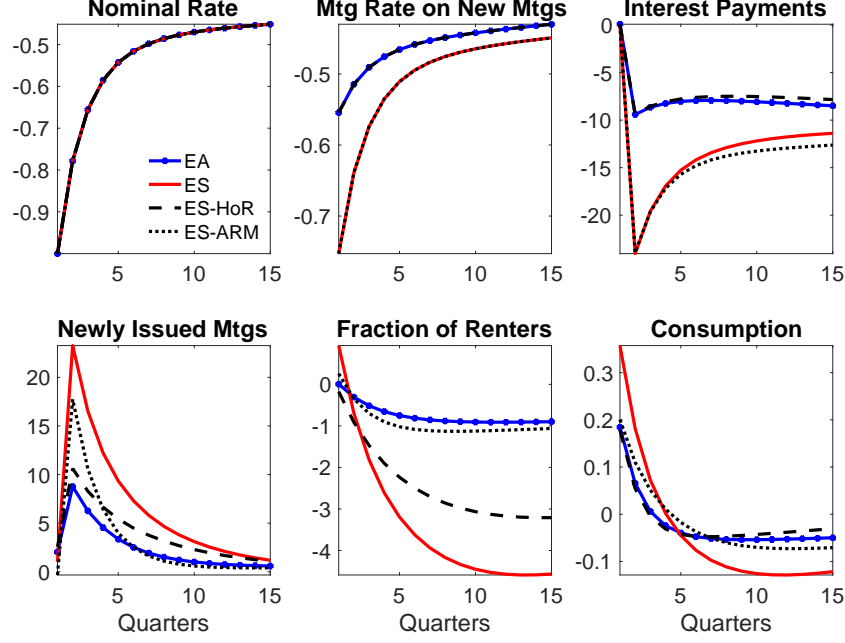 Nominal Rate
-0.45
-0.5
-0.6
-0.7
-0.8
-0.9
EA
ES
ES-HoR
ES-ARM
5 10 15
Mtg Rate on New Mtgs
-0.5
-0.6
-0.7
5 10 15
Interest Payments
0
-5
-10
-15
-20
5 10 15
Newly Issued Mtgs
20
15
10
5
0
5 10 15
Quarters
Fraction of Renters
0
-1
-2
-3
-4
5 10 15
Quarters
Consumption
0.3
0.2
0.1
0
-0.1
5 10 15
Quarters